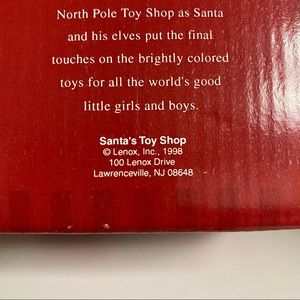 North Pole Toy Shop as Santa
and his elves put the final
touches on the brightly colored
toys for all the world's good
little girls and boys.
Santa's Toy Shop
© Lenox, Inc., 1998
100 Lenox Drive
Lawrenceville, NJ 08648